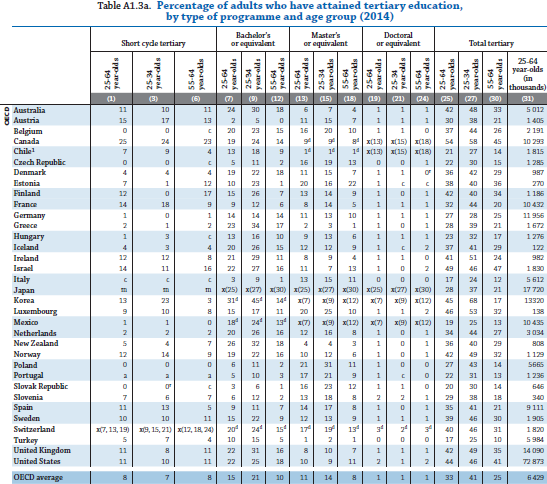 Table A1.3a. Percentage of adults who have attained tertiary education,
by type of programme and age group (2014)
Short cycle tertiary Bachelor's or equivalent Master's or equivalent Doctoral or equivalent Total tertiary
25-64 year-olds 25-34 year-olds 55-64 year-olds 25-64 year-olds 25-34 year-olds 55-64 year-olds 25-64 year-olds 25-34 year-olds 55-64 year-olds 25-64 year-olds 25-34 year-olds 55-64 year-olds 25-64 year-olds 25-34 year-olds 55-64 year-olds 25-64 year-olds (in thousands)
(1) (3) (6) (7) (9) (12) (13) (15) (18) (19) (21) (24) (25) (27) (30) (31)
OECD
Australia 11 10 11 24 30 18 6 7 4 1 1 1 42 48 33 5 012
Austria 15 17 13 2 5 0 11 15 7 1 1 1 30 38 21 1 405
Belgium 0 0 c 20 23 15 16 20 10 1 1 0 37 44 26 2 191
Canada 25 24 23 19 24 14 9d 9d 8d x(13) x(15) x(18) 54 58 45 10 293
Chile1 7 9 4 13 18 9 1d 1d 1d x(13) x(15) x(18) 21 27 14 1 815
Czech Republic 0 0 c 5 11 2 16 19 13 0 0 1 22 30 15 1 285
Denmark 4 4 4 19 22 18 11 15 7 1 1 0r 36 42 29 987
Estonia 7 1 12 10 23 1 20 16 22 1 c c 38 40 36 270
Finland 12 0 17 15 26 7 13 14 9 1 0 1 42 40 34 1 186
France 14 18 9 9 12 6 8 14 5 1 1 1 32 44 20 10 432
Germany 1 0 1 14 14 14 11 13 10 1 1 1 27 28 25 11 956
Greece 2 1 2 23 34 17 2 3 1 1 0 1 28 39 21 1 672
Hungary 1 3 c 13 16 10 9 13 6 1 1 1 23 32 17 1 276
Iceland 4 3 4 20 26 15 12 12 9 1 c 2 37 41 29 122
Ireland 12 12 8 21 29 11 8 9 4 1 1 0 41 51 24 982
Israel 14 11 16 22 27 16 11 7 13 1 0 2 49 46 47 1 830
Italy c c c 3 9 1 13 15 11 0 0 0 17 24 12 5 612
Japan m m m x(25) x(27) x(30) x(25) x(27) x(30) x(25) x(27) x(30) 28 37 21 17 720
Korea 13 23 3 31d 45d 14d x(7) x(9) x(12) x(7) x(9) x(12) 45 68 17 13320
Luxembourg 9 10 8 15 17 11 20 25 10 1 1 2 46 53 32 138
Mexico 1 1 0 18d 24d 13d x(7) x(9) x(12) x(7) x(9) x(12) 19 25 13 10 435
Netherlands 2 2 2 20 26 16 12 16 8 1 0 1 34 44 27 3 034
New Zealand 5 4 7 26 32 18 4 4 3 1 0 1 36 40 29 808
Norway 12 14 9 19 22 16 10 12 6 1 0 1 42 49 32 1 129
Poland 0 0 0 6 11 2 21 31 11 1 0 0 27 43 14 5665
Portugal a a a 5 10 3 17 21 9 1 c 0 22 31 13 1 236
Slovak Republic 0 0r c 3 6 1 16 23 12 1 1 0 20 30 14 646
Slovenia 7 6 7 6 12 2 13 18 8 2 2 1 29 38 18 340
Spain 11 13 5 9 11 7 14 17 8 1 0 1 35 41 21 9 111
Sweden 10 10 11 15 22 9 12 13 9 1 1 1 39 46 30 1 905
Switzerland x(7, 13, 19) x(9, 15, 21) x(12, 18, 24) 20d 24d 15d 17d 19d 13d 3d 2d 3d 40 46 31 1 820
Turkey 5 7 4 10 15 5 1 2 1 0 0 0 17 25 10 5 984
United Kingdom 11 8 11 22 31 16 8 10 7 1 1 1 42 49 35 14 090
United States 11 10 11 22 25 18 10 9 11 2 1 2 44 46 41 72 873
OECD average 8 7 8 15 21 10 11 14 8 1 1 1 33 41 25 6 429